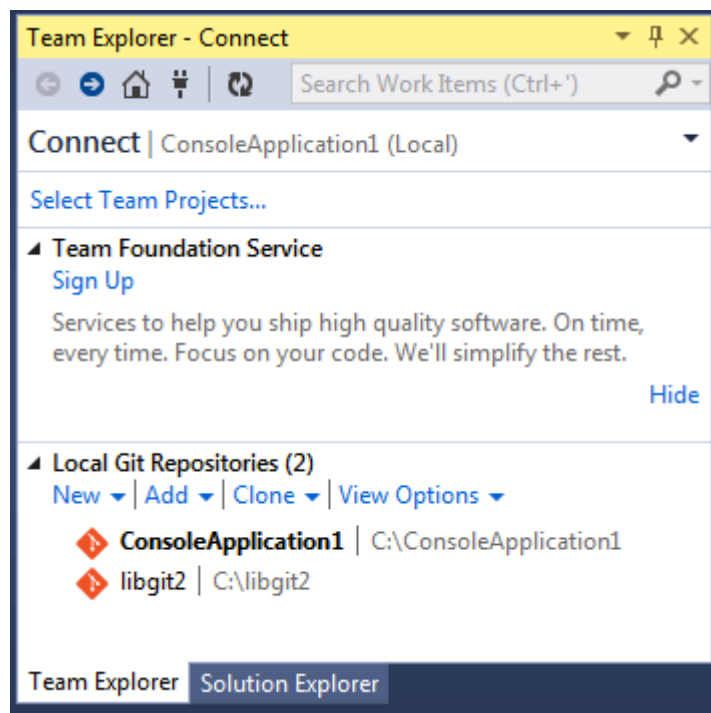 Team Explorer - Connect
Search Work Items (Ctrl+')
Connect | ConsoleApplication1 (Local)
Select Team Projects...
Team Foundation Service
Sign Up
Services to help you ship high quality software. On time,
every time. Focus on your code. We'll simplify the rest.
Hide
Local Git Repositories (2)
New | Add | Clone | View Options
ConsoleApplication1 | C:\ConsoleApplication1
libgit2 | C:\libgit2
Team Explorer Solution Explorer